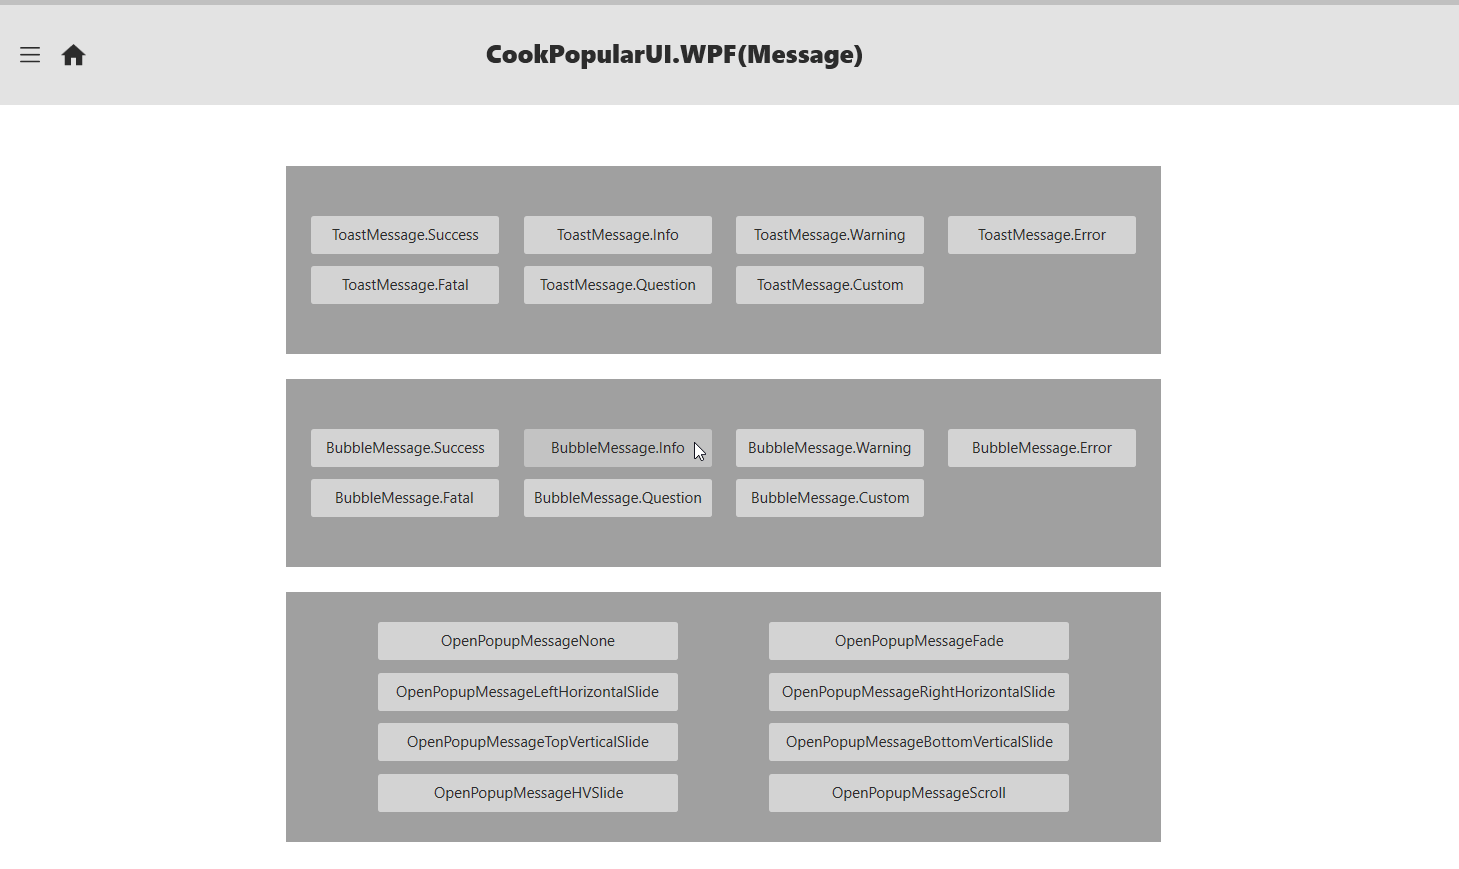 CookPopularUI.WPF(Message)
ToastMessage.Success
ToastMessage.Info
ToastMessage.Warning
ToastMessage.Error
ToastMessage.Fatal
ToastMessage.Question
ToastMessage.Custom
BubbleMessage.Success
BubbleMessage.Info
BubbleMessage.Warning
BubbleMessage.Error
BubbleMessage.Fatal
BubbleMessage.Question
BubbleMessage.Custom
OpenPopupMessageNone
OpenPopupMessageFade
OpenPopupMessageLeftHorizontalSlide
OpenPopupMessageRightHorizontalSlide
OpenPopupMessageTopVerticalSlide
OpenPopupMessageBottomVerticalSlide
OpenPopupMessageHVSlide
OpenPopupMessageScroll